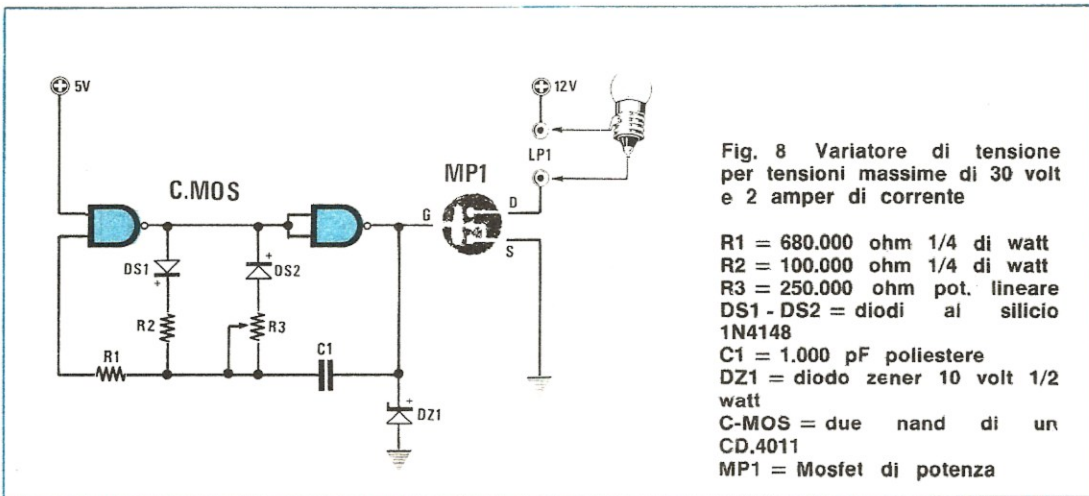 5V
12V
LP1
C.MOS
MP1
G
D
S
DS1
+
+
DS2
R2
R3
R1
C1
+
DZ1
Fig. 8 Variatore di tensione
per tensioni massime di 30 volt
e 2 amper di corrente
R1 = 680.000 ohm 1/4 di watt
R2 = 100.000 ohm 1/4 di watt
R3 = 250.000 ohm pot. lineare
DS1 - DS2 = diodi al silicio
1N4148
C1 = 1.000 pF poliestere
DZ1 = diodo zener 10 volt 1/2
watt
C-MOS = due nand di un
CD.4011
MP1 = Mosfet di potenza